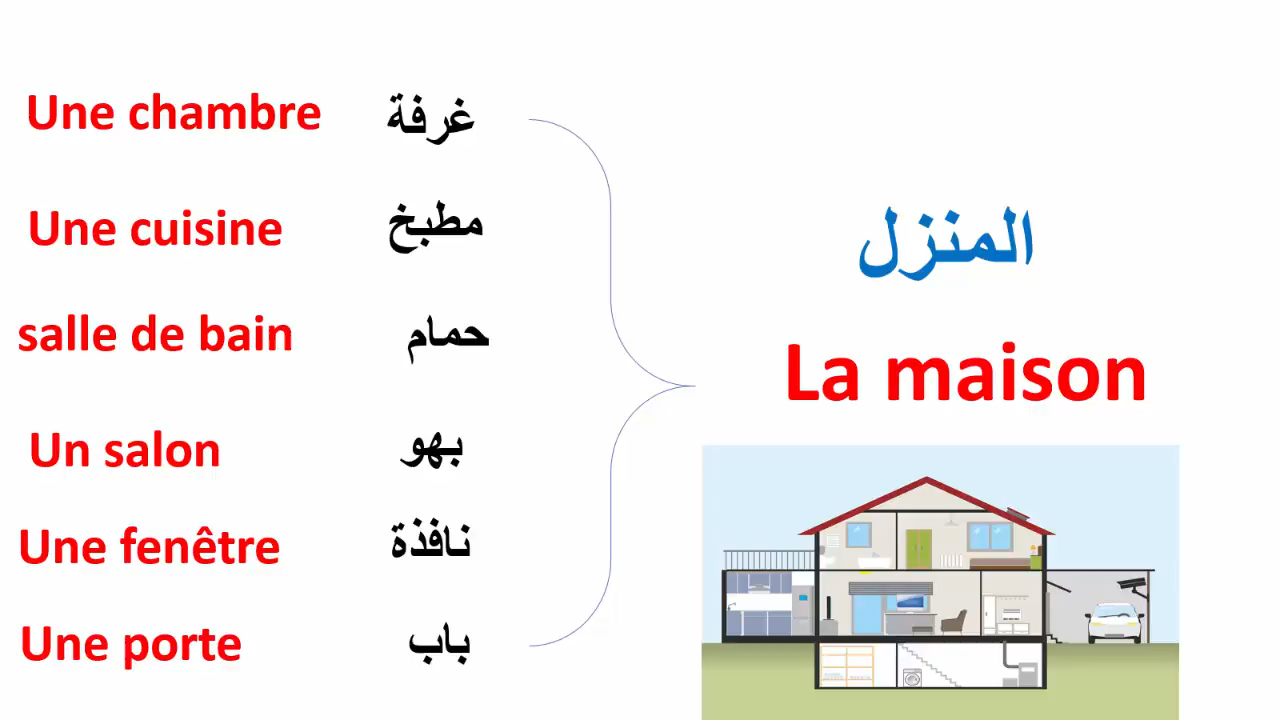 Une chambre غرفة
Une cuisine مطبخ
salle de bain حمام
Un salon بهو
Une fenêtre نافذة
Une porte باب
المنزل
La maison